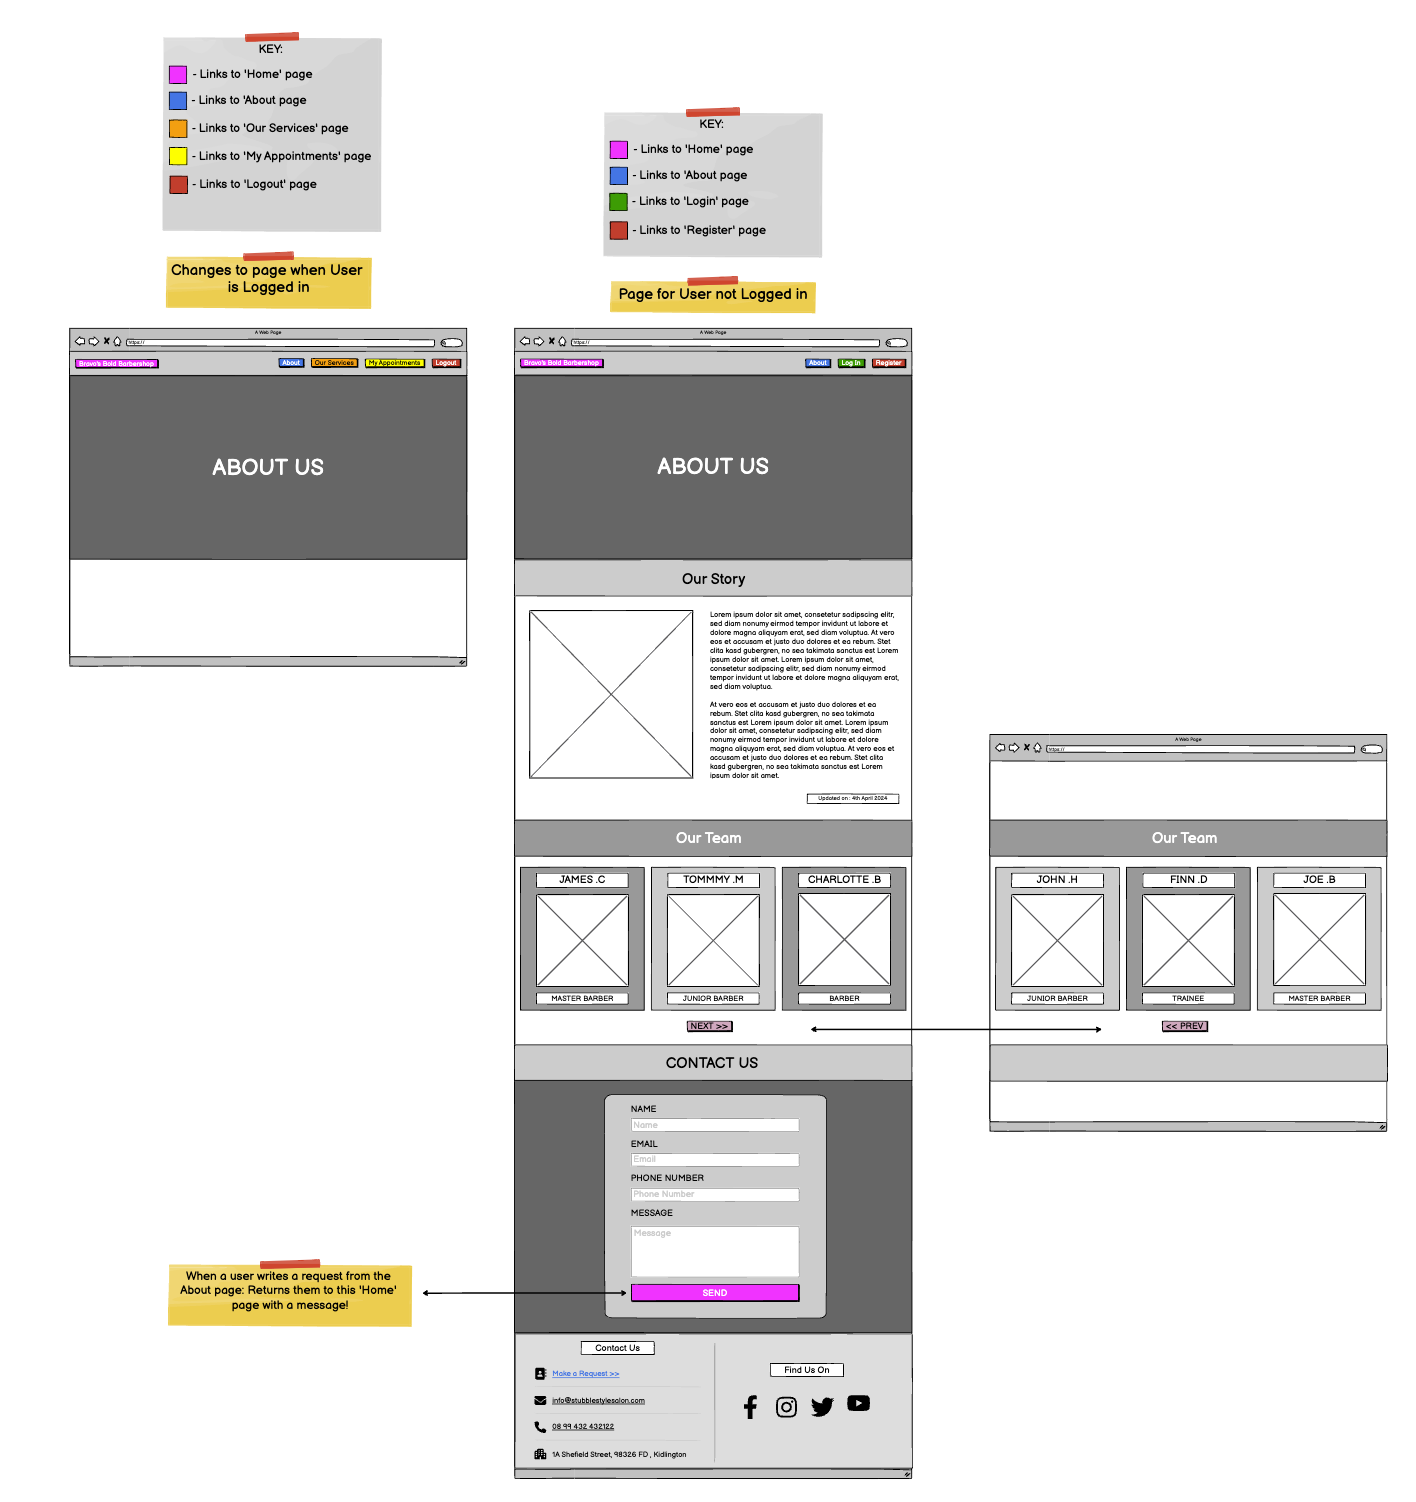 KEY:
- Links to 'Home' page
- Links to 'About page
- Links to 'Our Services' page
- Links to 'My Appointments' page
- Links to 'Logout' page
Changes to page when User
is Logged in
KEY:
- Links to 'Home' page
- Links to 'About page
- Links to 'Login' page
- Links to 'Register' page
Page for User not Logged in
A Web Page
https://
Bravo's Bold Barbershop
About
Our Services
My Appointments
Logout
ABOUT US
A Web Page
https://
Bravo's Bold Barbershop
About
Log In
Register
ABOUT US
Our Story
Lorem ipsum dolor sit amet, consetetur sadipscing elitr,
sed diam nonumy eirmod tempor invidunt ut labore et
dolore magna aliquyam erat, sed diam voluptua. At vero
eos et accusam et justo duo dolores et ea rebum. Stet
clita kasd gubergren, no sea takimata sanctus est Lorem
ipsum dolor sit amet. Lorem ipsum dolor sit amet,
consetetur sadipscing elitr, sed diam nonumy eirmod
tempor invidunt ut labore et dolore magna aliquyam erat,
sed diam voluptua.
At vero eos et accusam et justo duo dolores et ea
rebum. Stet clita kasd gubergren, no sea takimata
sanctus est Lorem ipsum dolor sit amet. Lorem ipsum
dolor sit amet, consetetur sadipscing elitr, sed diam
nonumy eirmod tempor invidunt ut labore et dolore
magna aliquyam erat, sed diam voluptua. At vero eos et
accusam et justo duo dolores et ea rebum. Stet clita
kasd gubergren, no sea takimata sanctus est Lorem
ipsum dolor sit amet.
Updated on : 4th April 2024
Our Team
JAMES .C
TOMMMY .M
CHARLOTTE .B
MASTER BARBER
JUNIOR BARBER
BARBER
NEXT >>
A Web Page
https://
Our Team
JOHN .H
FINN .D
JOE .B
JUNIOR BARBER
TRAINEE
MASTER BARBER
<< PREV
CONTACT US
NAME
Name
EMAIL
Email
PHONE NUMBER
Phone Number
MESSAGE
Message
SEND
When a user writes a request from the
About page: Returns them to this 'Home'
page with a message!
Contact Us
Make a Request >>
info@stubblestylesalon.com
08 99 432 432122
1A Shefield Street, 98326 FD , Kidlington
Find Us On